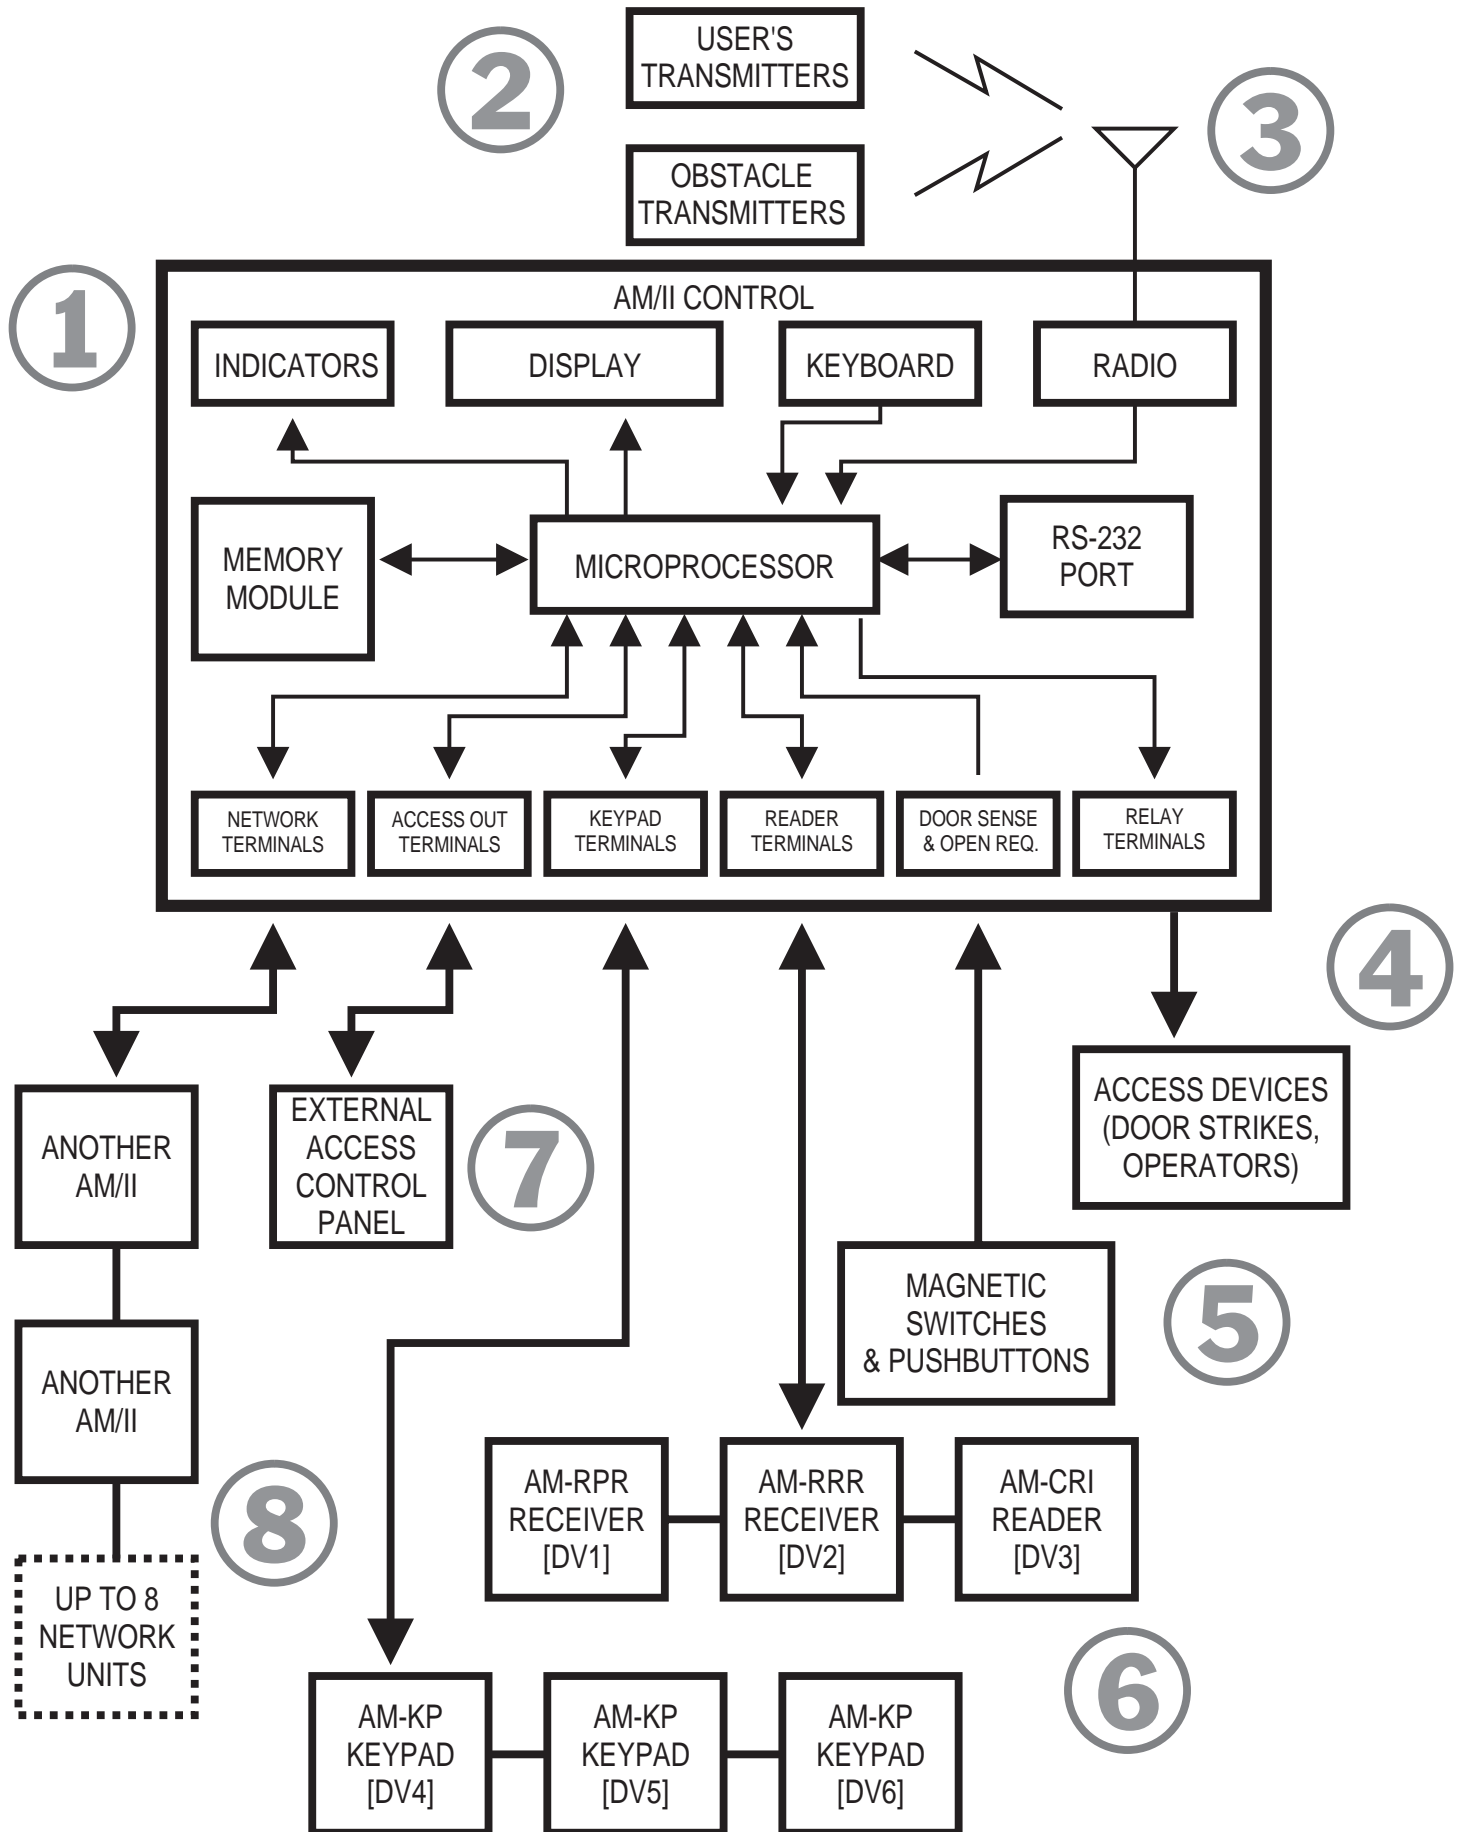 2
USER'S
TRANSMITTERS
3
OBSTACLE
TRANSMITTERS
1
AM/II CONTROL
INDICATORS
DISPLAY
KEYBOARD
RADIO
MEMORY
MODULE
MICROPROCESSOR
RS-232
PORT
NETWORK
TERMINALS
ACCESS OUT
TERMINALS
KEYPAD
TERMINALS
READER
TERMINALS
DOOR SENSE
& OPEN REQ.
RELAY
TERMINALS
4
ANOTHER
AM/II
EXTERNAL
ACCESS
CONTROL
PANEL
7
ACCESS DEVICES
(DOOR STRIKES,
OPERATORS)
MAGNETIC
SWITCHES
& PUSHBUTTONS
5
ANOTHER
AM/II
8
AM-RPR
RECEIVER
[DV1]
AM-RRR
RECEIVER
[DV2]
AM-CRI
READER
[DV3]
UP TO 8
NETWORK
UNITS
6
AM-KP
KEYPAD
[DV4]
AM-KP
KEYPAD
[DV5]
AM-KP
KEYPAD
[DV6]